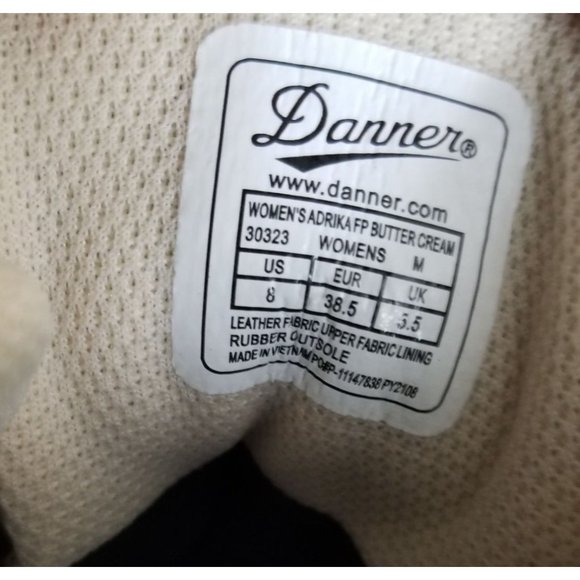 Danner®
www.danner.com
WOMEN'S ADRIKA FP BUTTER CREAM
30323 WOMENS M
US EUR UK
8 38.5 5.5
LEATHER FABRIC UPPER FABRIC LINING
RUBBER OUTSOLE
MADE IN VIETNAM PO#P-11147838 PY2108